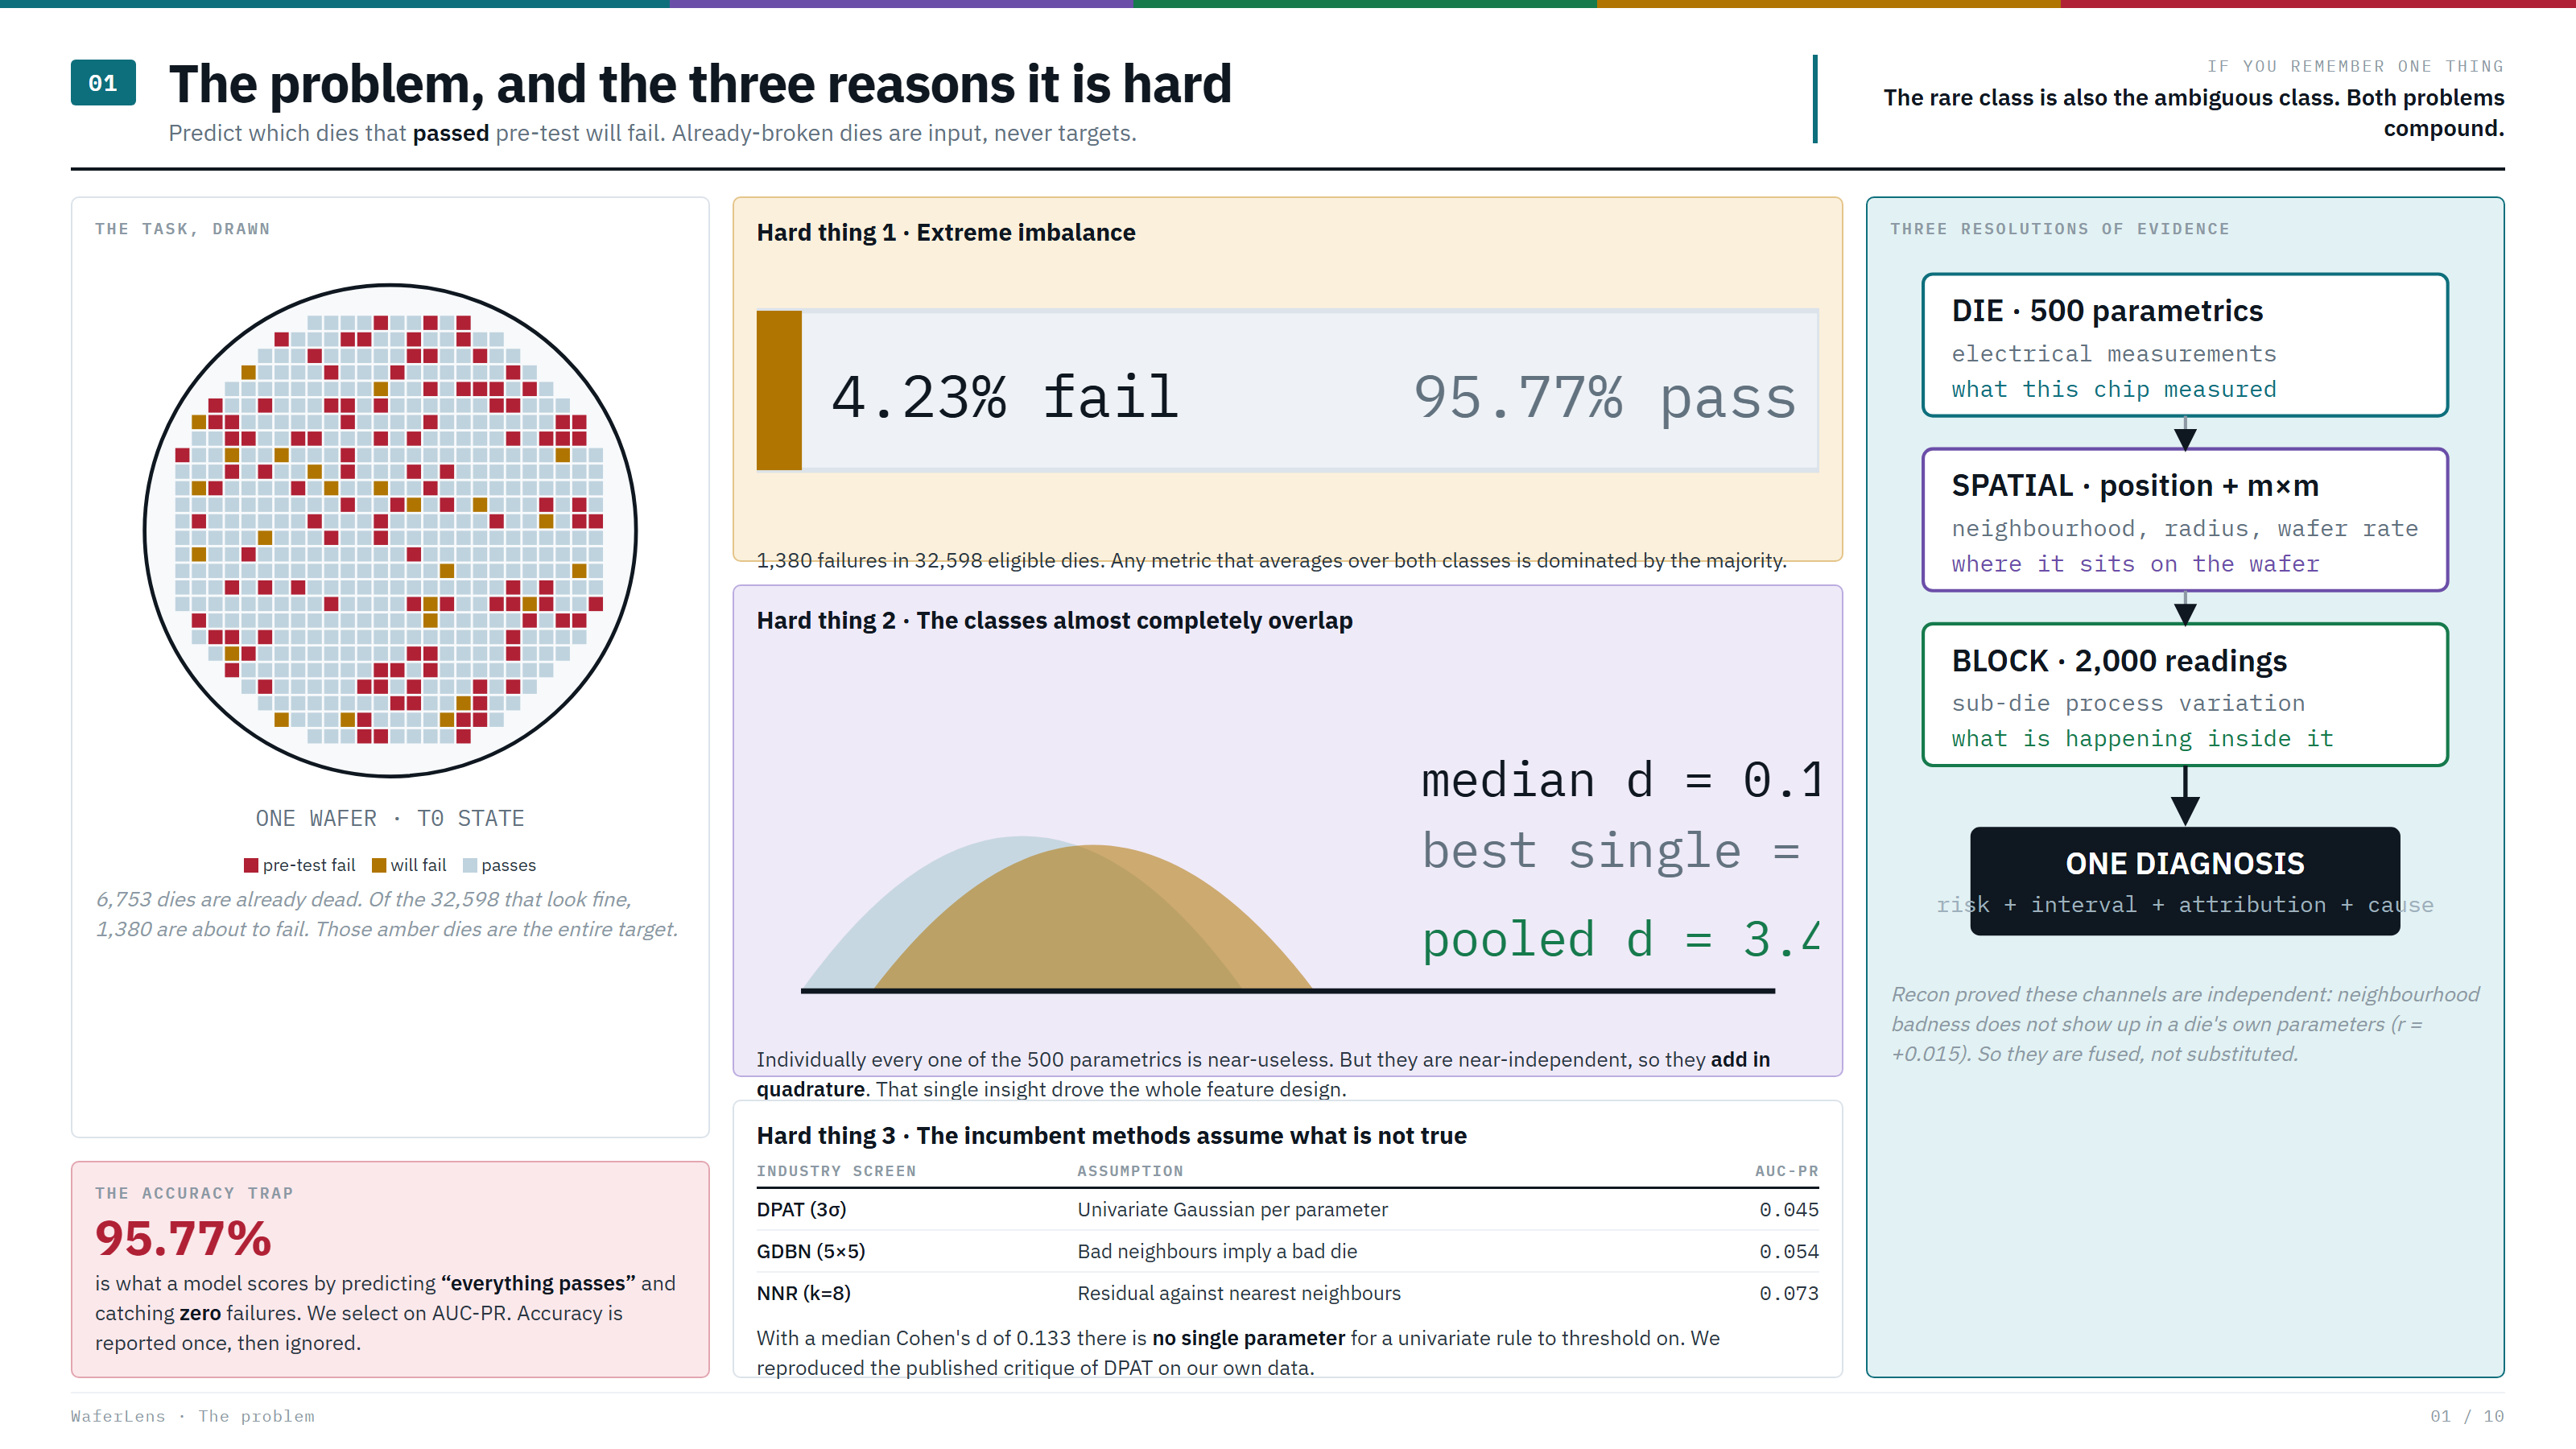 01
The problem, and the three reasons it is hard
Predict which dies that passed pre-test will fail. Already-broken dies are input, never targets.
IF YOU REMEMBER ONE THING
The rare class is also the ambiguous class. Both problems
compound.
THE TASK, DRAWN
ONE WAFER · T0 STATE
pre-test fail will fail passes
6,753 dies are already dead. Of the 32,598 that look fine,
1,380 are about to fail. Those amber dies are the entire target.
THE ACCURACY TRAP
95.77%
is what a model scores by predicting “everything passes” and
catching zero failures. We select on AUC-PR. Accuracy is
reported once, then ignored.
Hard thing 1 · Extreme imbalance
4.23% fail 95.77% pass
1,380 failures in 32,598 eligible dies. Any metric that averages over both classes is dominated by the majority.
Hard thing 2 · The classes almost completely overlap
median d = 0.1
best single =
pooled d = 3.4
Individually every one of the 500 parametrics is near-useless. But they are near-independent, so they add in
quadrature. That single insight drove the whole feature design.
Hard thing 3 · The incumbent methods assume what is not true
INDUSTRY SCREEN ASSUMPTION AUC-PR
DPAT (3σ) Univariate Gaussian per parameter 0.045
GDBN (5×5) Bad neighbours imply a bad die 0.054
NNR (k=8) Residual against nearest neighbours 0.073
With a median Cohen's d of 0.133 there is no single parameter for a univariate rule to threshold on. We
reproduced the published critique of DPAT on our own data.
THREE RESOLUTIONS OF EVIDENCE
DIE · 500 parametrics
electrical measurements
what this chip measured
SPATIAL · position + m×m
neighbourhood, radius, wafer rate
where it sits on the wafer
BLOCK · 2,000 readings
sub-die process variation
what is happening inside it
ONE DIAGNOSIS
risk + interval + attribution + cause
Recon proved these channels are independent: neighbourhood
badness does not show up in a die's own parameters (r =
+0.015). So they are fused, not substituted.
WaferLens · The problem
01 / 10